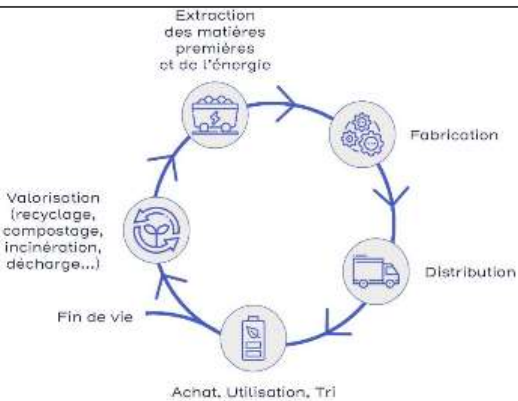 Extraction
des matières
premières
et de l'énergie
Fabrication
Distribution
Achat, Utilisation, Tri
Fin de vie
Valorisation
(recyclage,
compostage,
incinération,
décharge...)